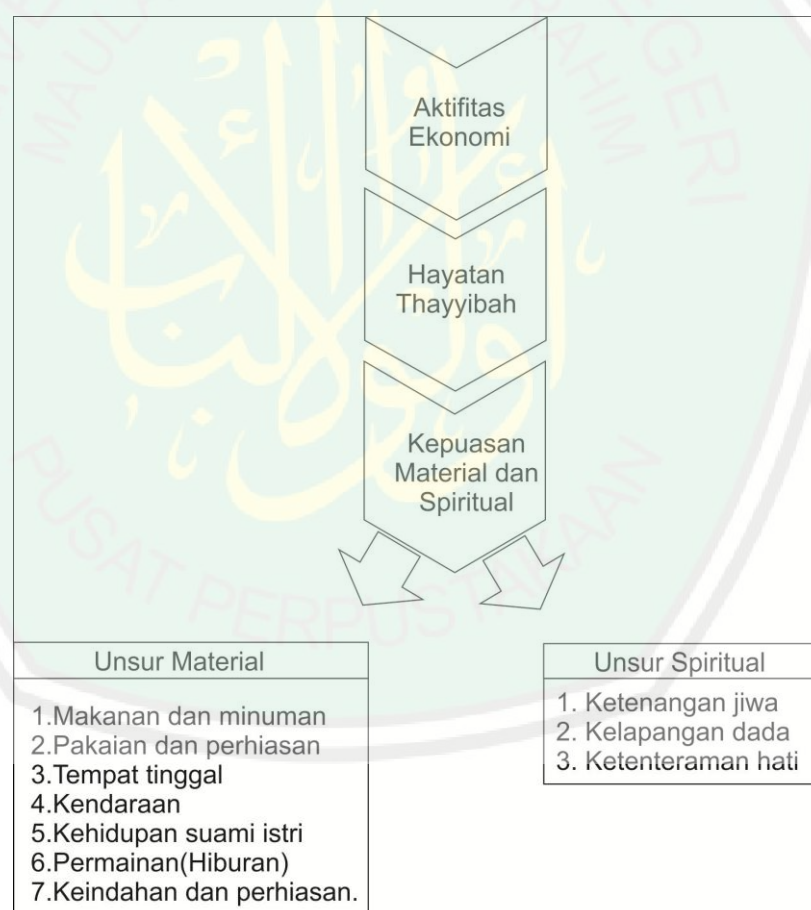 Aktifitas
Ekonomi
Hayatan
Thayyibah
Kepuasan
Material dan
Spiritual
Unsur Material
1.Makanan dan minuman
2.Pakaian dan perhiasan
3.Tempat tinggal
4.Kendaraan
5.Kehidupan suami istri
6.Permainan(Hiburan)
7.Keindahan dan perhiasan.
Unsur Spiritual
1. Ketenangan jiwa
2. Kelapangan dada
3. Ketenteraman hati
PUSAT PERPUSTAKAAN